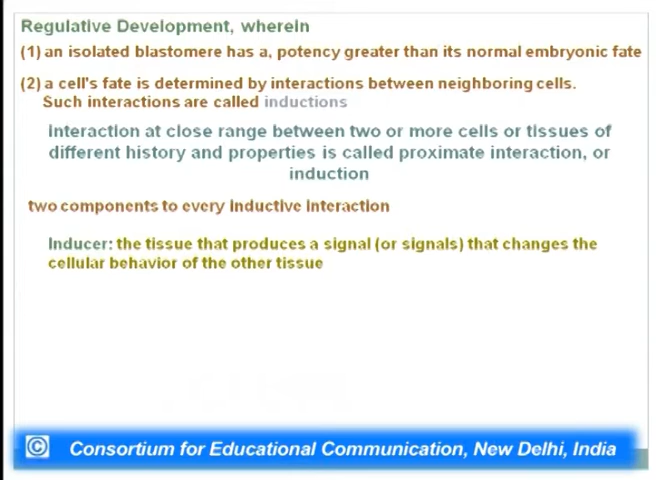 Regulative Development, wherein
(1) an isolated blastomere has a, potency greater than its normal embryonic fate
(2) a cell's fate is determined by interactions between neighboring cells.
Such interactions are called inductions
Interaction at close range between two or more cells or tissues of
different history and properties is called proximate interaction, or
induction
two components to every inductive interaction
Inducer: the tissue that produces a signal (or signals) that changes the
cellular behavior of the other tissue
© Consortium for Educational Communication, New Delhi, India